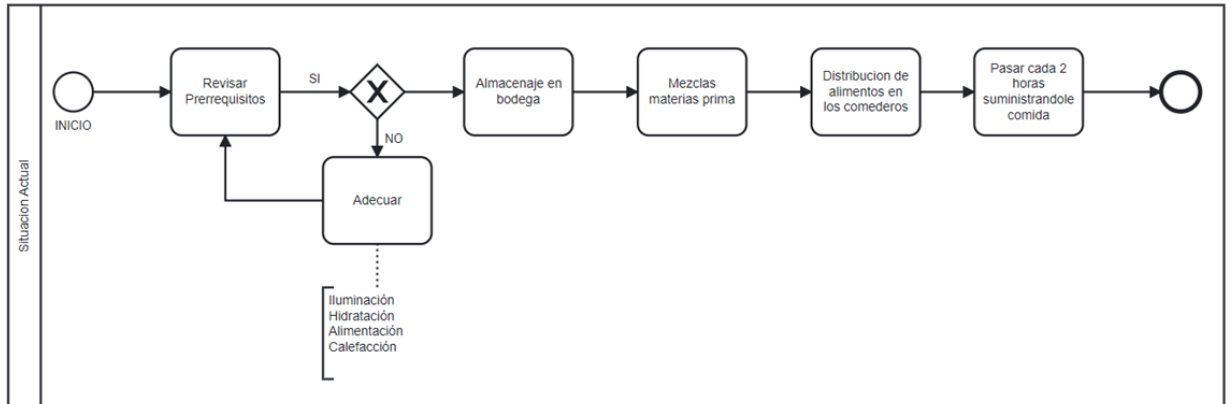 Situacion Actual
INICIO
Revisar
Prerrequisitos
SI
X
NO
Adecuar
Iluminación
Hidratación
Alimentación
Calefacción
Almacenaje en
bodega
Mezclas
materias prima
Distribucion de
alimentos en
los comederos
Pasar cada 2
horas
suministrandole
comida